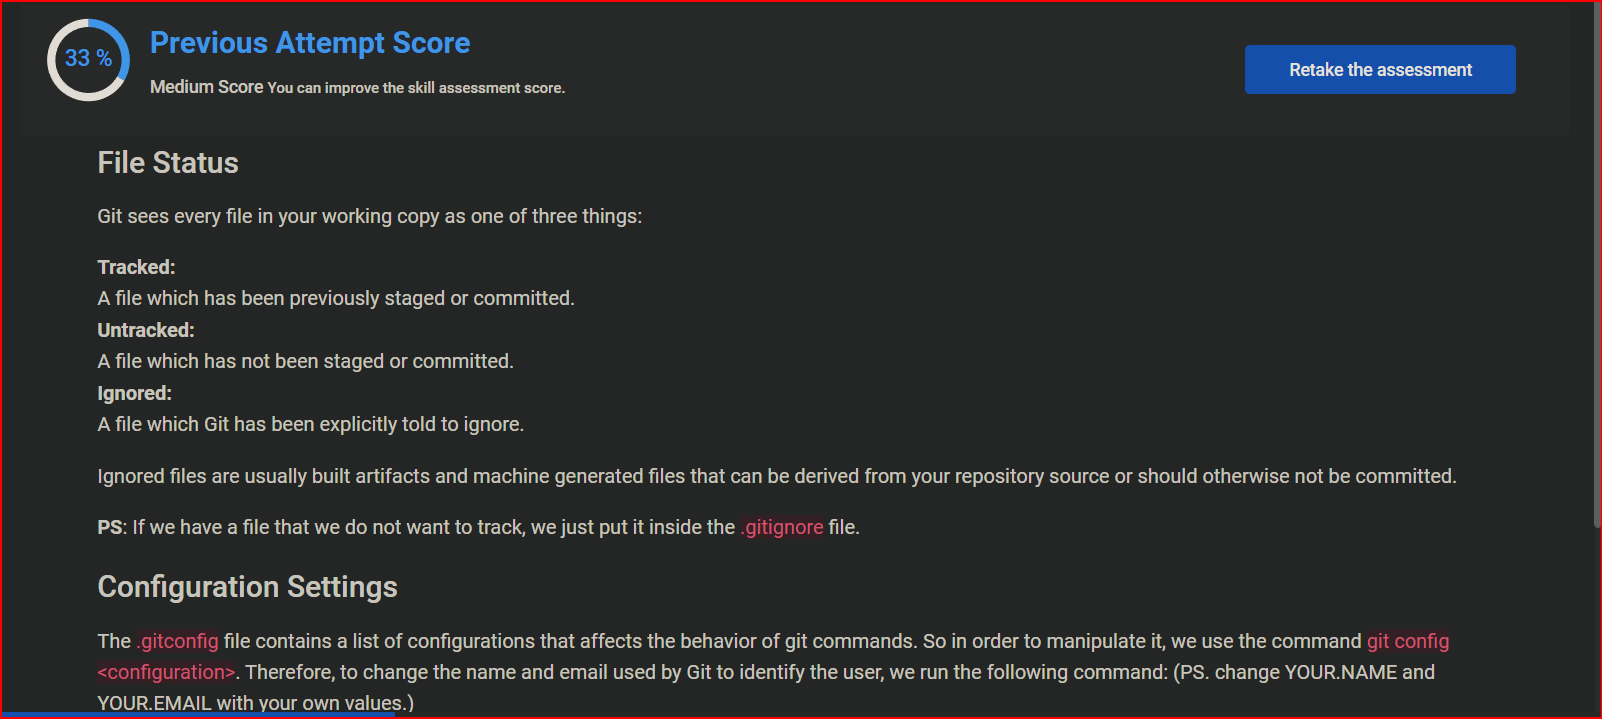 33 %
Previous Attempt Score
Medium Score You can improve the skill assessment score.
Retake the assessment
File Status
Git sees every file in your working copy as one of three things:
Tracked:
A file which has been previously staged or committed.
Untracked:
A file which has not been staged or committed.
Ignored:
A file which Git has been explicitly told to ignore.
Ignored files are usually built artifacts and machine generated files that can be derived from your repository source or should otherwise not be committed.
PS: If we have a file that we do not want to track, we just put it inside the .gitignore file.
Configuration Settings
The .gitconfig file contains a list of configurations that affects the behavior of git commands. So in order to manipulate it, we use the command git config
<configuration>. Therefore, to change the name and email used by Git to identify the user, we run the following command: (PS. change YOUR.NAME and
YOUR.EMAIL with your own values.)